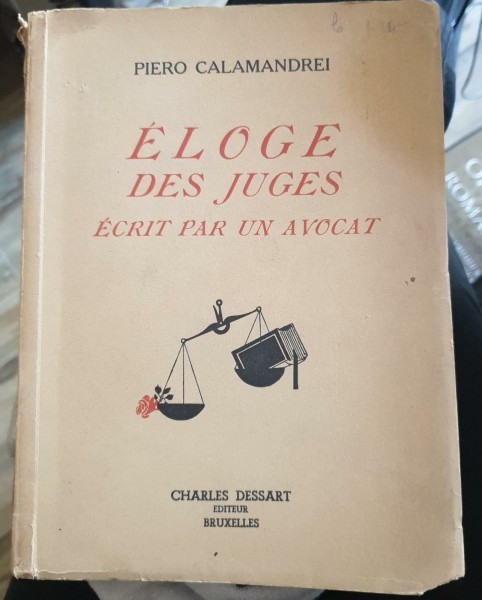 PIERO CALAMANDREI
ÉLOGE
DES JUGES
ÉCRIT PAR UN AVOCAT
CHARLES DESSART
EDITEUR
BRUXELLES